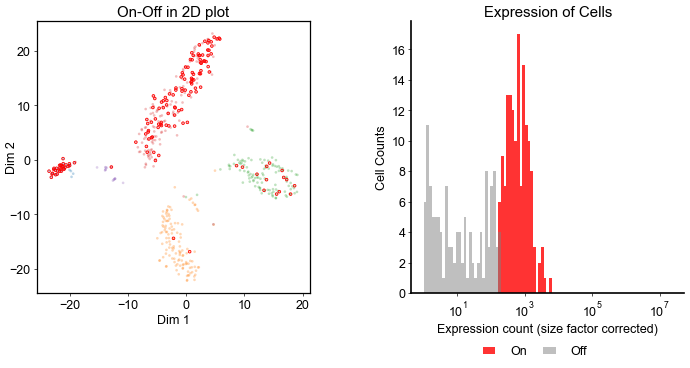 On-Off in 2D plot
Dim 2
20
10
0
−10
−20
−20 −10 0 10 20
Dim 1
Expression of Cells
Cell Counts
16
14
12
10
8
6
4
2
0
10^1 10^3 10^5 10^7
Expression count (size factor corrected)
On Off